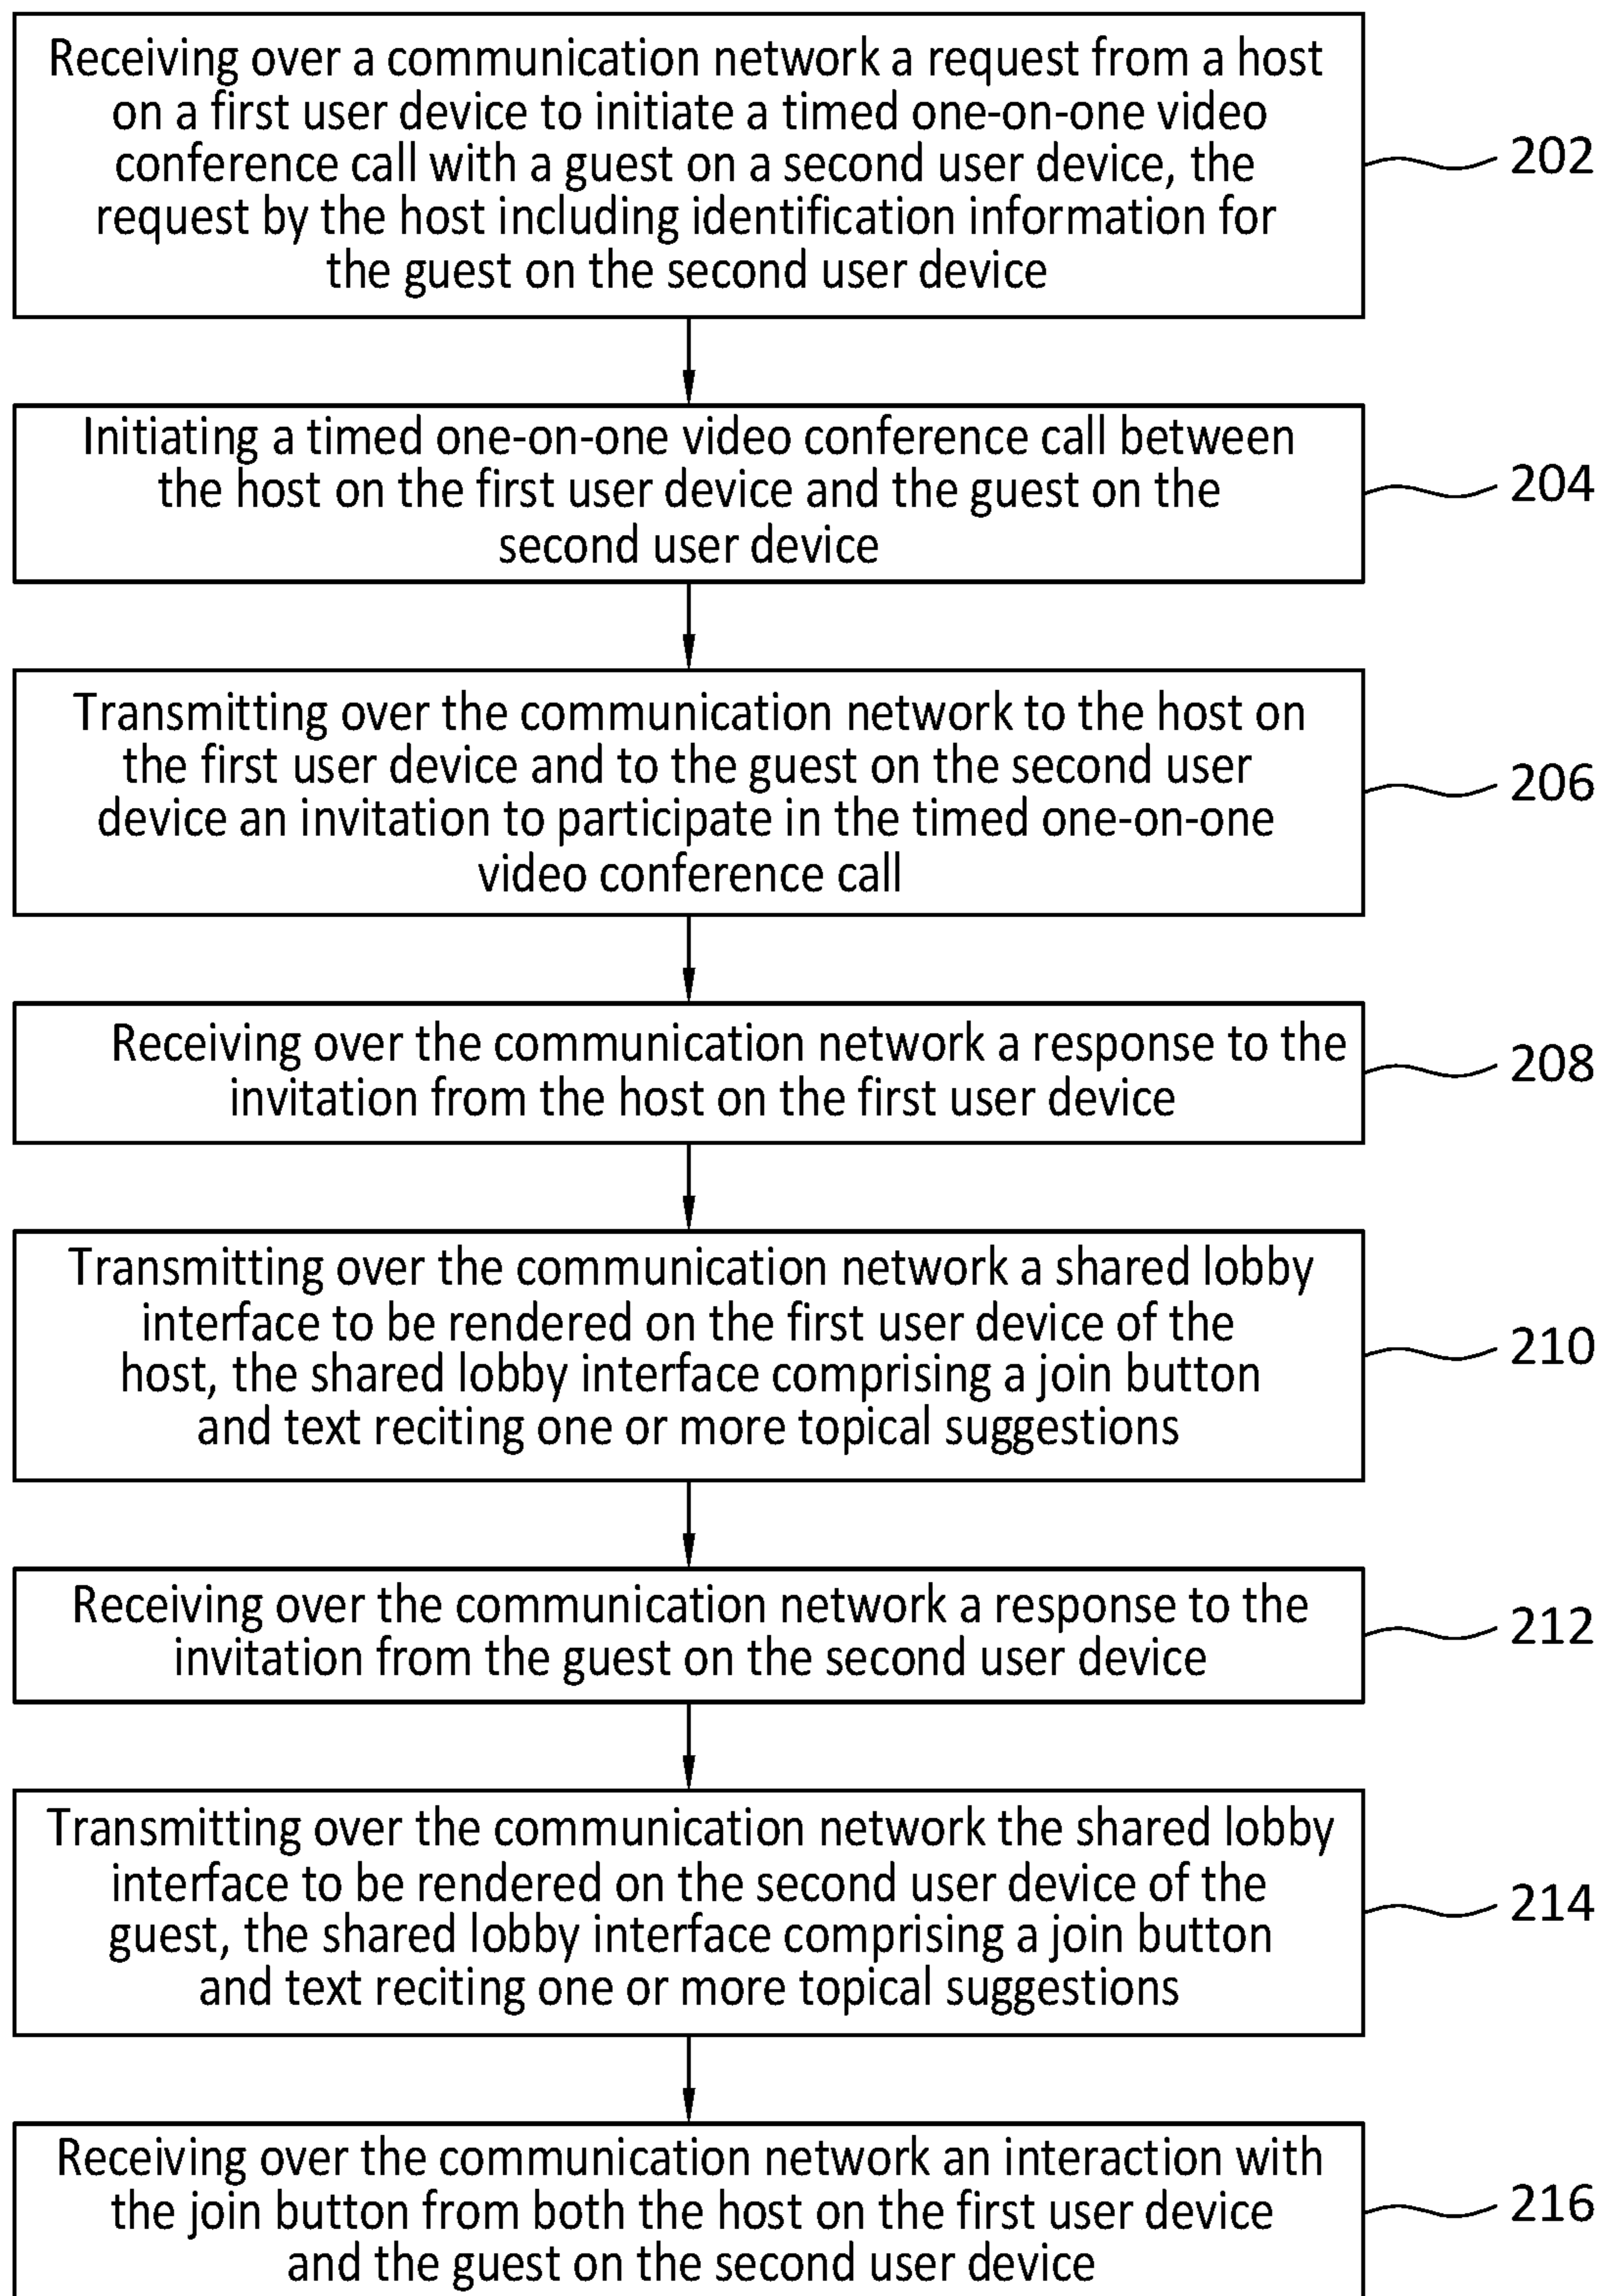 Receiving over a communication network a request from a host
on a first user device to initiate a timed one-on-one video
conference call with a guest on a second user device, the
request by the host including identification information for
the guest on the second user device
202
Initiating a timed one-on-one video conference call between
the host on the first user device and the guest on the
second user device
204
Transmitting over the communication network to the host on
the first user device and to the guest on the second user
device an invitation to participate in the timed one-on-one
video conference call
206
Receiving over the communication network a response to the
invitation from the host on the first user device
208
Transmitting over the communication network a shared lobby
interface to be rendered on the first user device of the
host, the shared lobby interface comprising a join button
and text reciting one or more topical suggestions
210
Receiving over the communication network a response to the
invitation from the guest on the second user device
212
Transmitting over the communication network the shared lobby
interface to be rendered on the second user device of the
guest, the shared lobby interface comprising a join button
and text reciting one or more topical suggestions
214
Receiving over the communication network an interaction with
the join button from both the host on the first user device
and the guest on the second user device
216